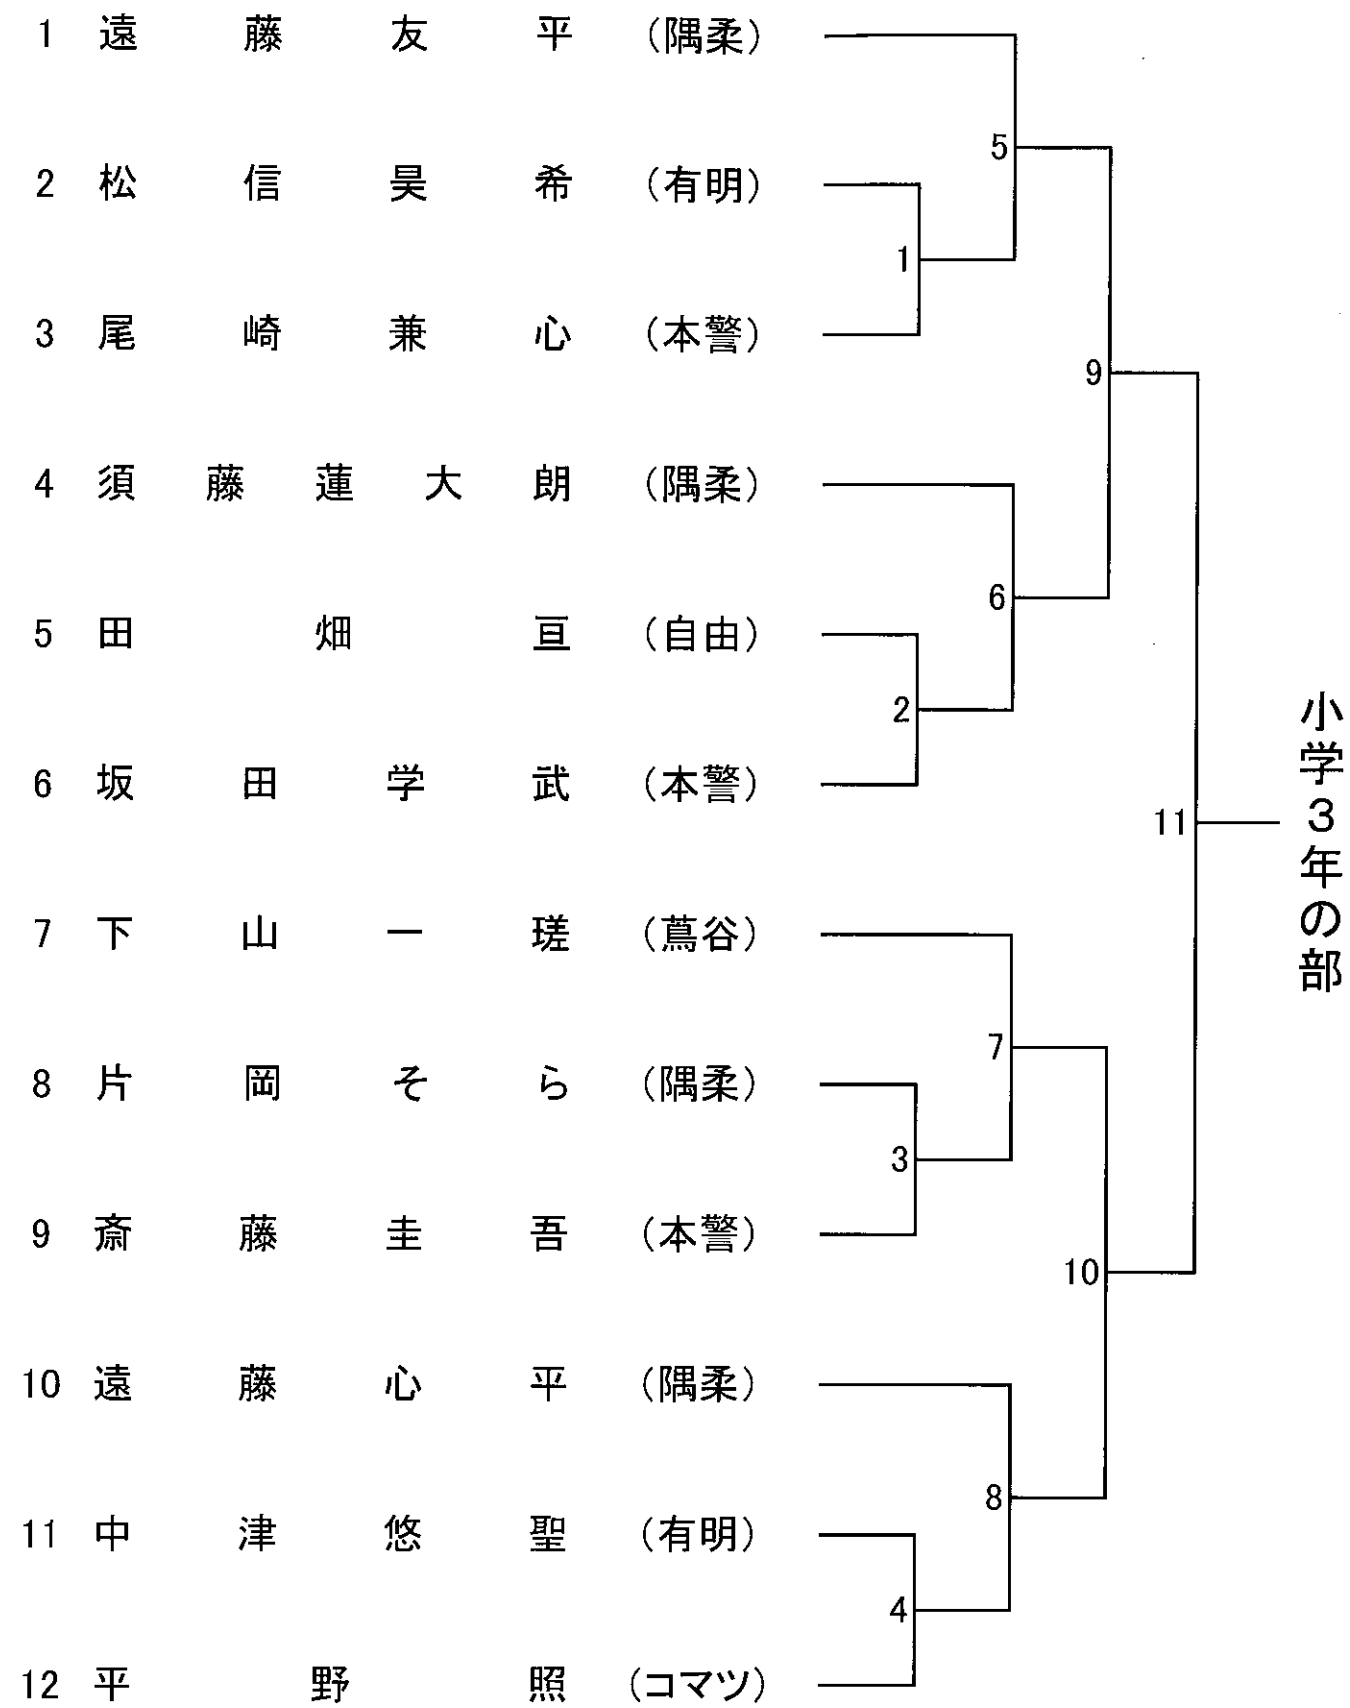 1 遠藤友平 (隅柔)
2 松信昊希 (有明)
3 尾崎兼心 (本警)
4 須藤蓮大朗 (隅柔)
5 田畑亘 (自由)
6 坂田学武 (本警)
7 下山一瑳 (蔦谷)
8 片岡そら (隅柔)
9 斎藤圭吾 (本警)
10 遠藤心平 (隅柔)
11 中津悠聖 (有明)
12 平野照 (コマツ)
5
1
9
6
2
11
7
3
10
8
4
小学3年の部